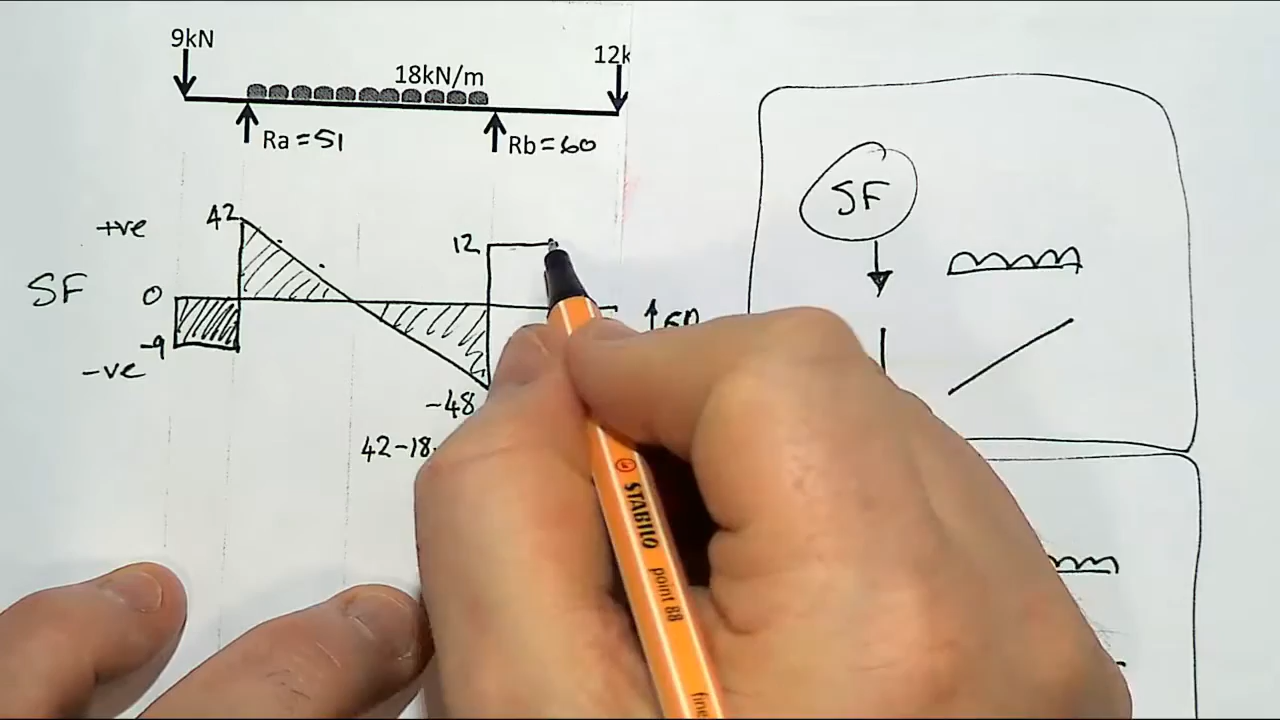 9kN
12k
18kN/m
Ra =51
Rb =60
+ve
42
12
SF
SF
0
-9
-ve
-48
42-18
STABILO
point 88
fine